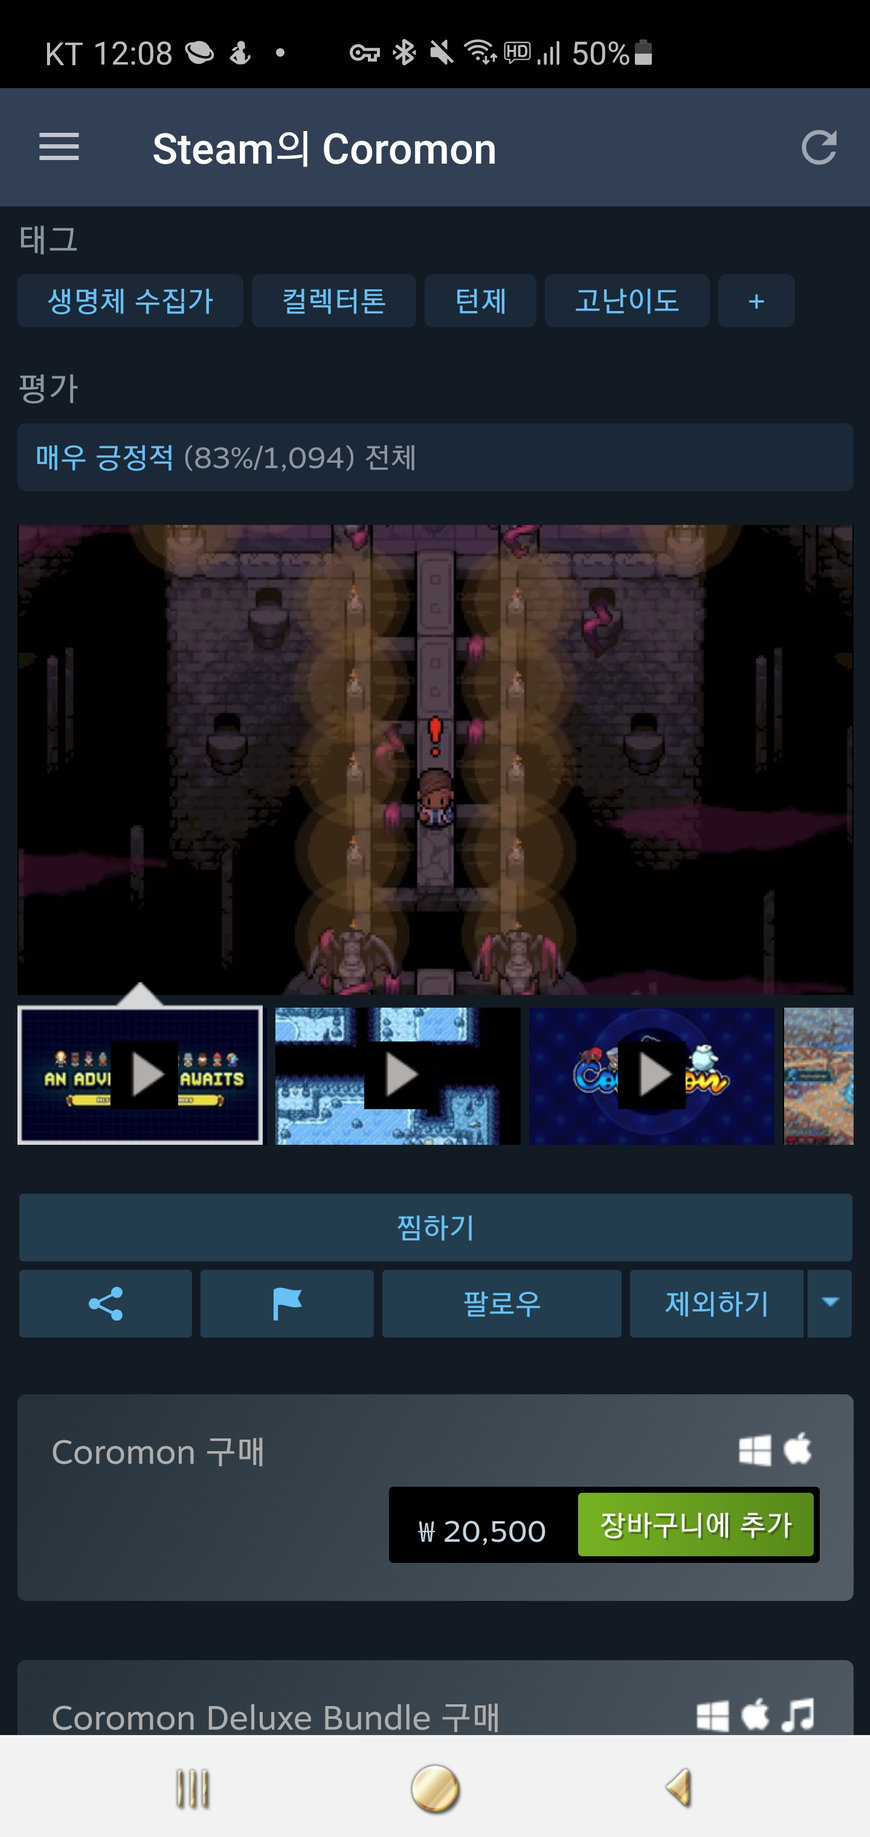 KT 12:08
HD
50%
Steam의 Coromon
태그
생명체 수집가 컬렉터톤 턴제 고난이도 +
평가
매우 긍정적 (83%/1,094) 전체
AN ADVE AWAITS
찜하기
팔로우 제외하기
Coromon 구매
₩ 20,500 장바구니에 추가
Coromon Deluxe Bundle 구매